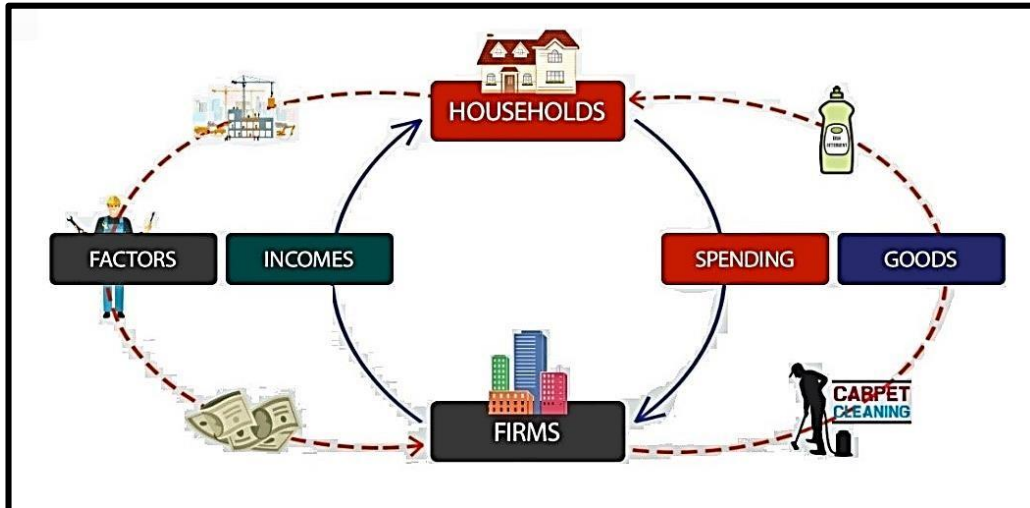 HOUSEHOLDS
FACTORS
INCOMES
SPENDING
GOODS
FIRMS
CARPET
CLEANING